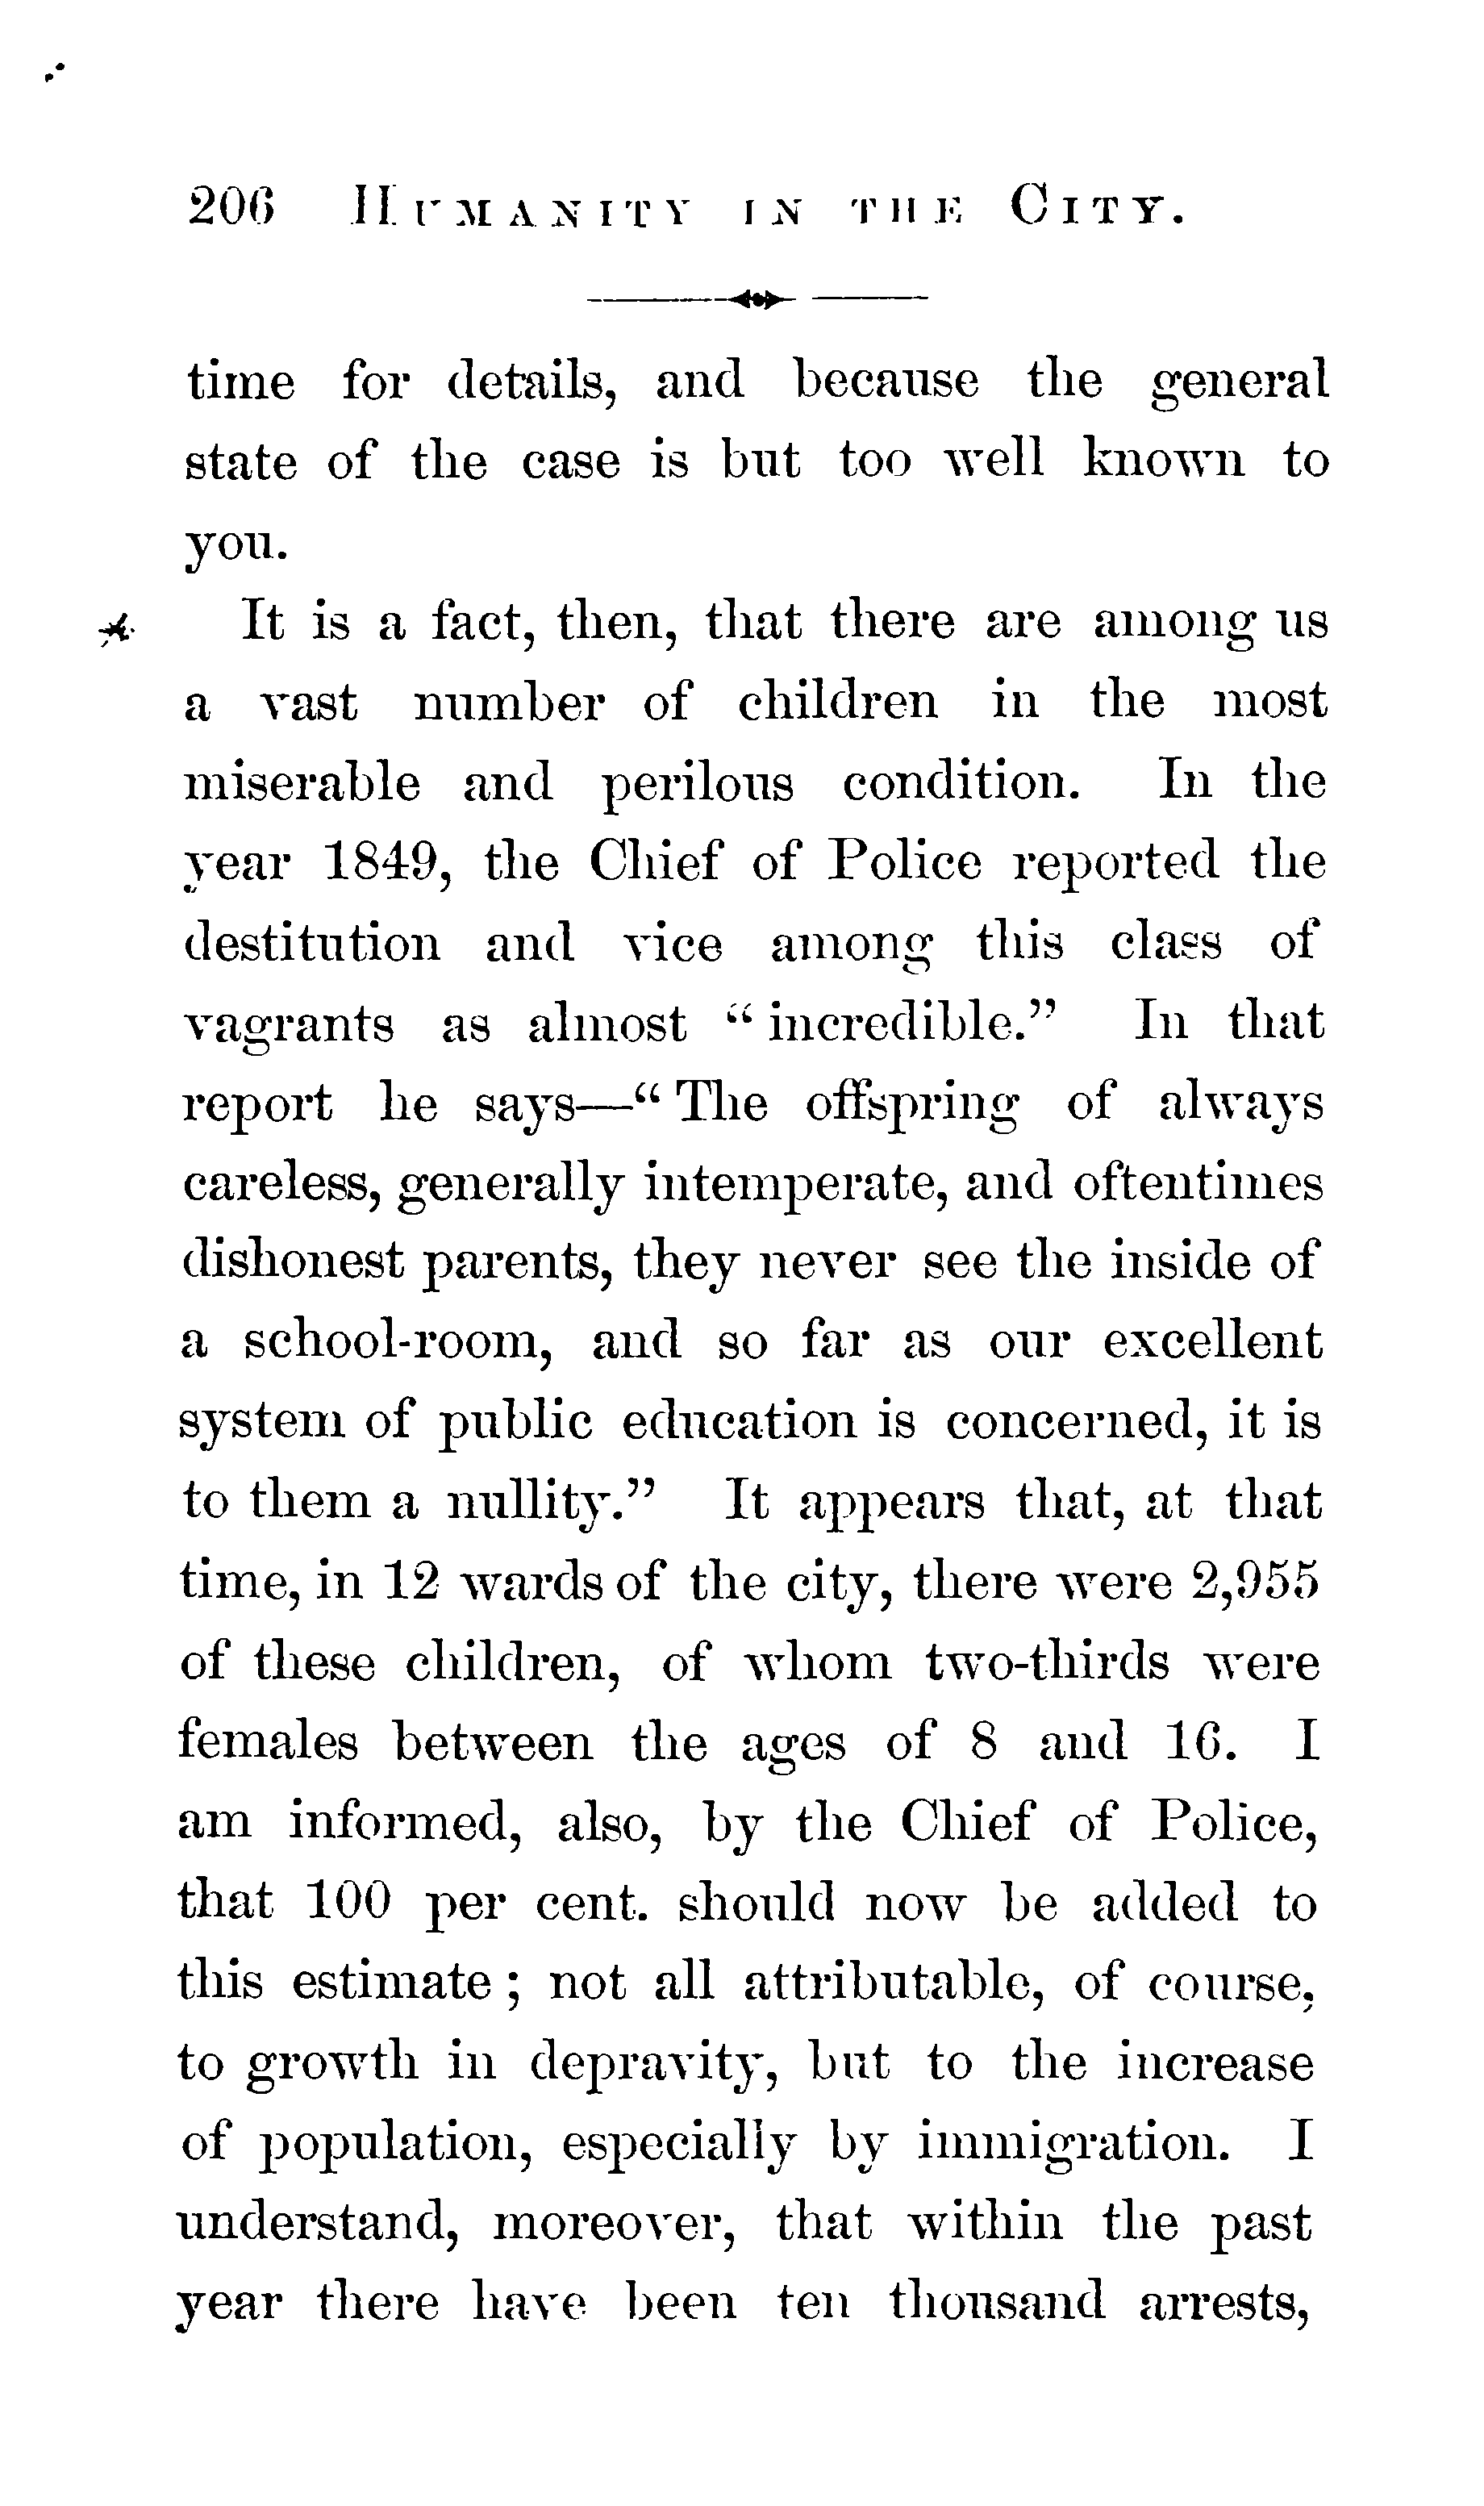 206 HUMANITY IN THE CITY.
time for details, and because the general
state of the case is but too well known to
you.
It is a fact, then, that there are among us
a vast number of children in the most
miserable and perilous condition. In the
year 1849, the Chief of Police reported the
destitution and vice among this class of
vagrants as almost “incredible.” In that
report he says—“The offspring of always
careless, generally intemperate, and oftentimes
dishonest parents, they never see the inside of
a school-room, and so far as our excellent
system of public education is concerned, it is
to them a nullity.” It appears that, at that
time, in 12 wards of the city, there were 2,955
of these children, of whom two-thirds were
females between the ages of 8 and 16. I
am informed, also, by the Chief of Police,
that 100 per cent. should now be added to
this estimate; not all attributable, of course,
to growth in depravity, but to the increase
of population, especially by immigration. I
understand, moreover, that within the past
year there have been ten thousand arrests,